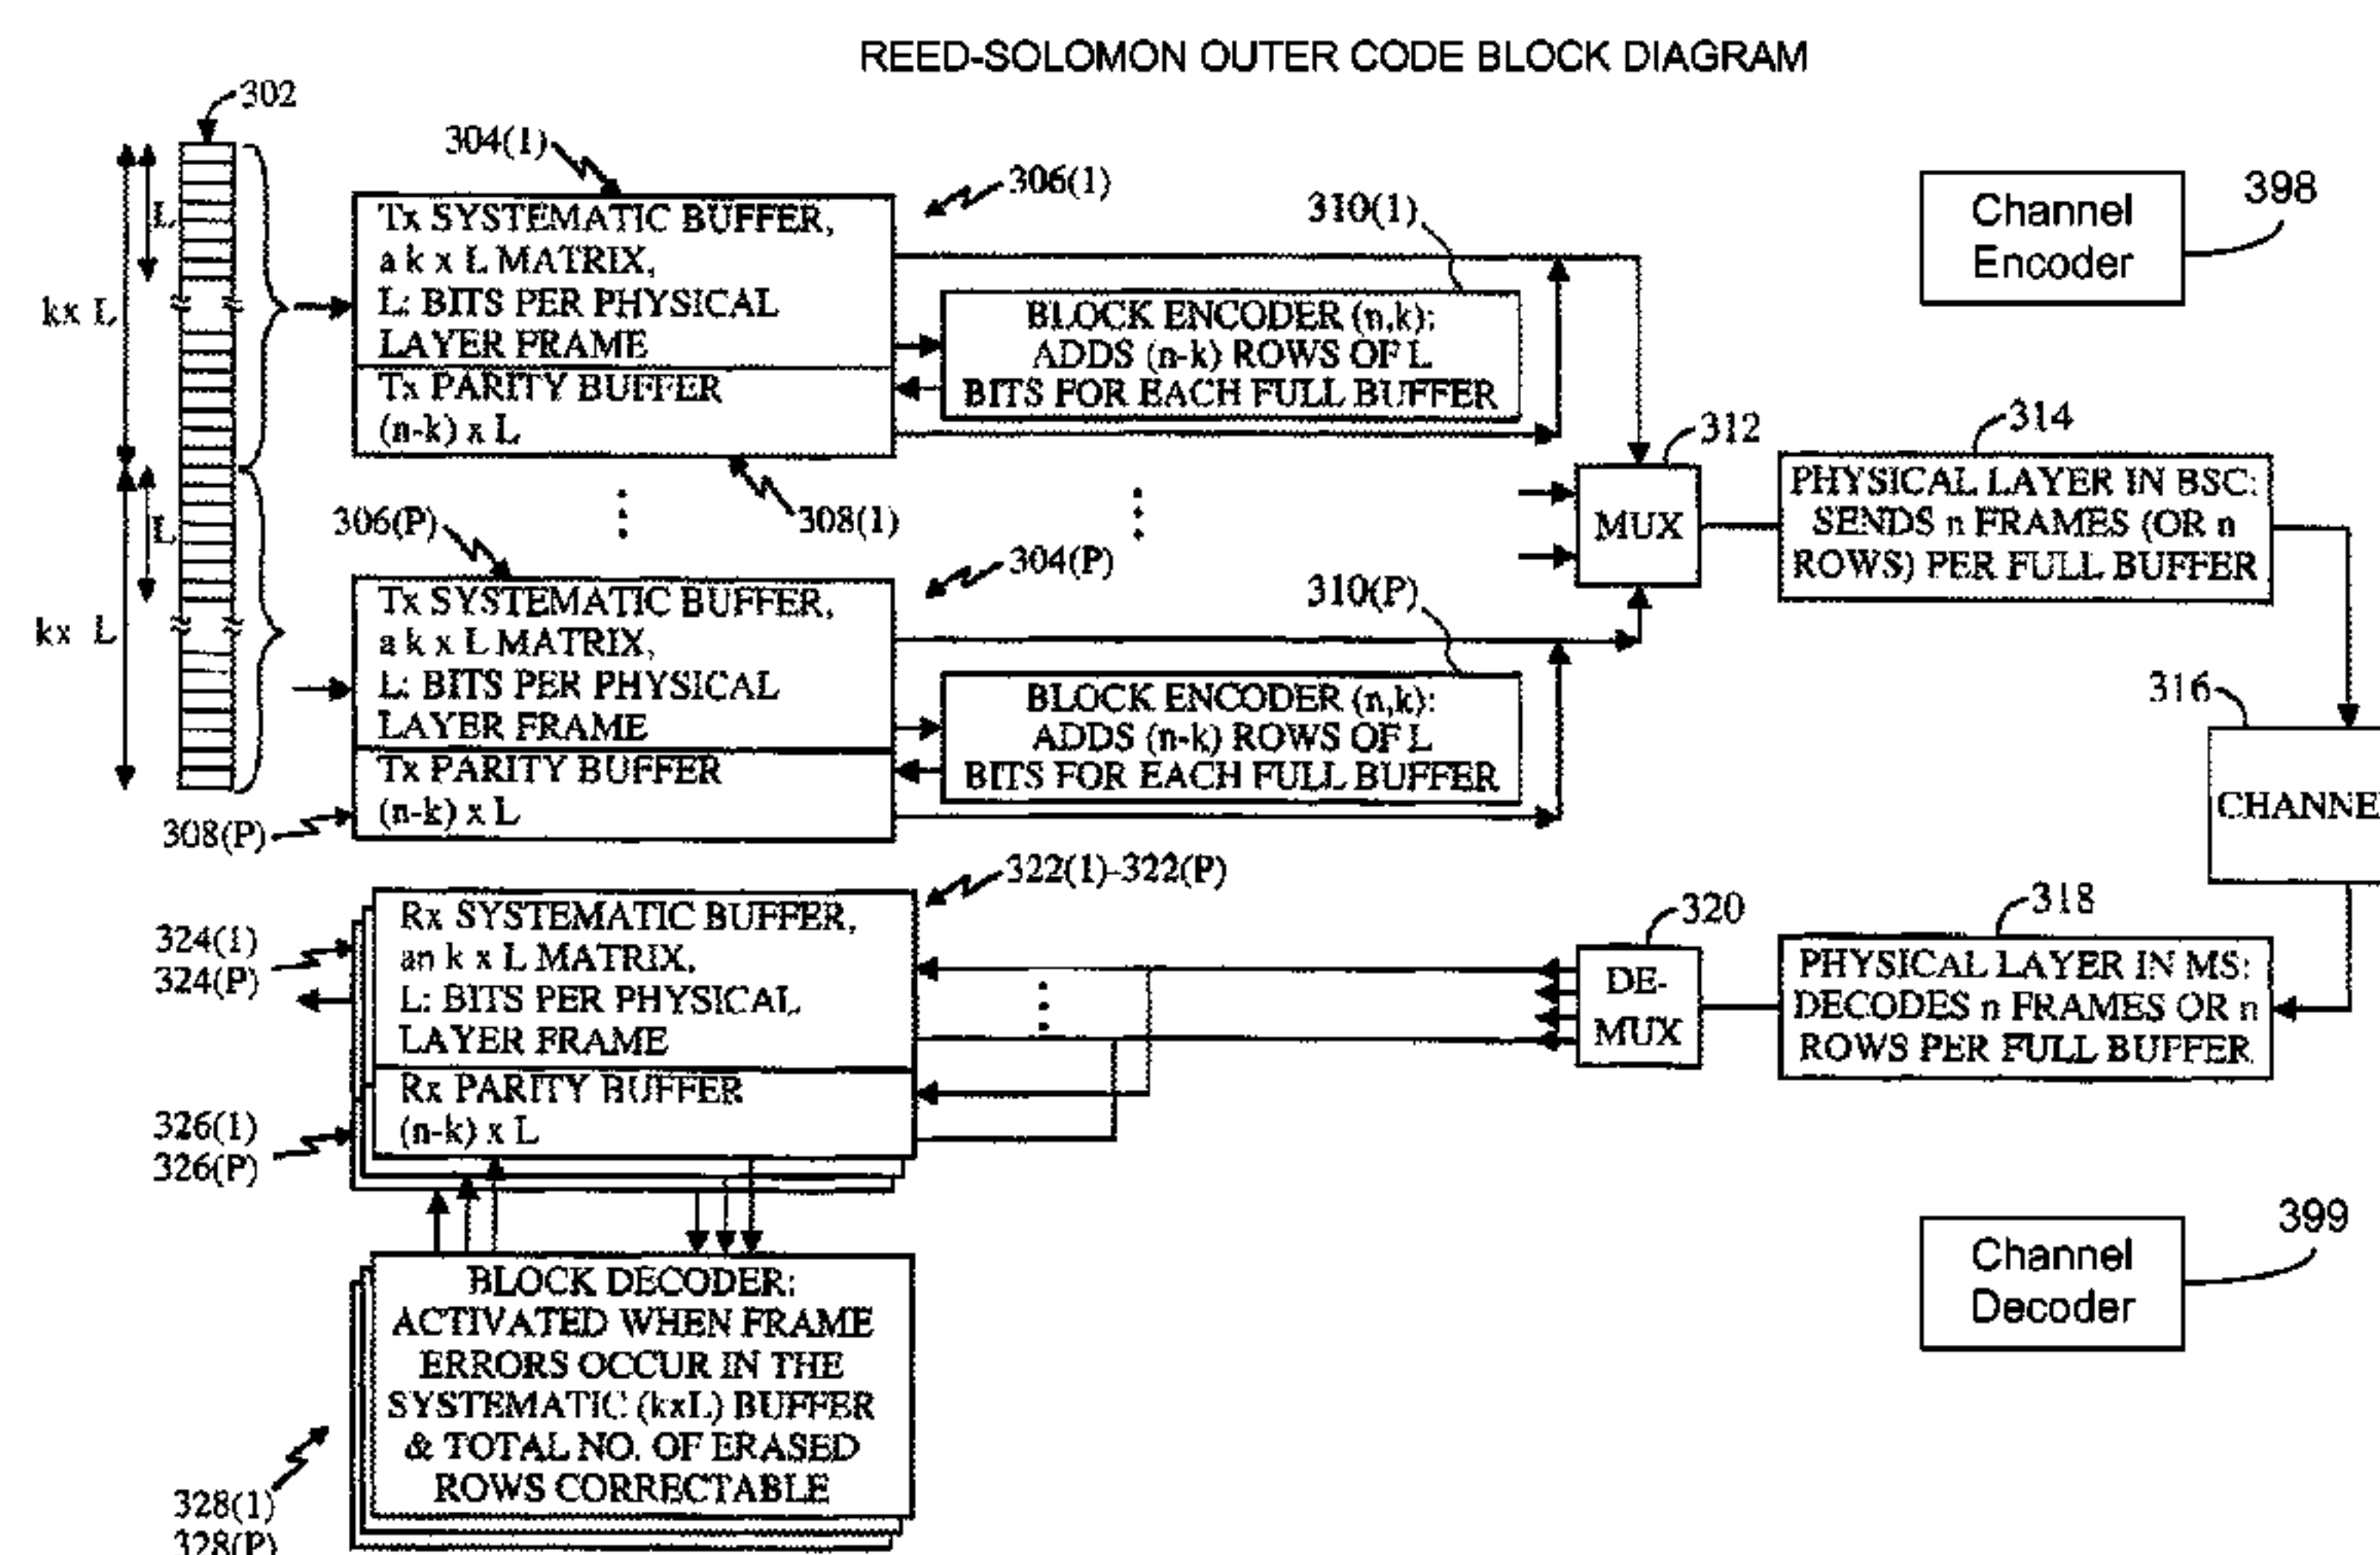 REED-SOLOMON OUTER CODE BLOCK DIAGRAM
302
304(1)
306(1)
310(1)
398
Channel
Encoder
L
k x L
Tx SYSTEMATIC BUFFER,
a k x L MATRIX,
L: BITS PER PHYSICAL
LAYER FRAME
Tx PARITY BUFFER
(n-k) x L
BLOCK ENCODER (n,k):
ADDS (n-k) ROWS OF L
BITS FOR EACH FULL BUFFER
312
314
MUX
PHYSICAL LAYER IN BSC:
SENDS n FRAMES (OR n
ROWS) PER FULL BUFFER
L
k x L
306(P)
308(1)
304(P)
310(P)
Tx SYSTEMATIC BUFFER,
a k x L MATRIX,
L: BITS PER PHYSICAL
LAYER FRAME
Tx PARITY BUFFER
(n-k) x L
308(P)
BLOCK ENCODER (n,k):
ADDS (n-k) ROWS OF L
BITS FOR EACH FULL BUFFER
316
CHANNE
322(1)-322(P)
324(1)
324(P)
Rx SYSTEMATIC BUFFER,
an k x L MATRIX,
L: BITS PER PHYSICAL
LAYER FRAME
Rx PARITY BUFFER
(n-k) x L
326(1)
326(P)
320
DE-
MUX
318
PHYSICAL LAYER IN MS:
DECODES n FRAMES OR n
ROWS PER FULL BUFFER
399
Channel
Decoder
BLOCK DECODER:
ACTIVATED WHEN FRAME
ERRORS OCCUR IN THE
SYSTEMATIC (kxL) BUFFER
& TOTAL NO. OF ERASED
ROWS CORRECTABLE
328(1)
328(P)